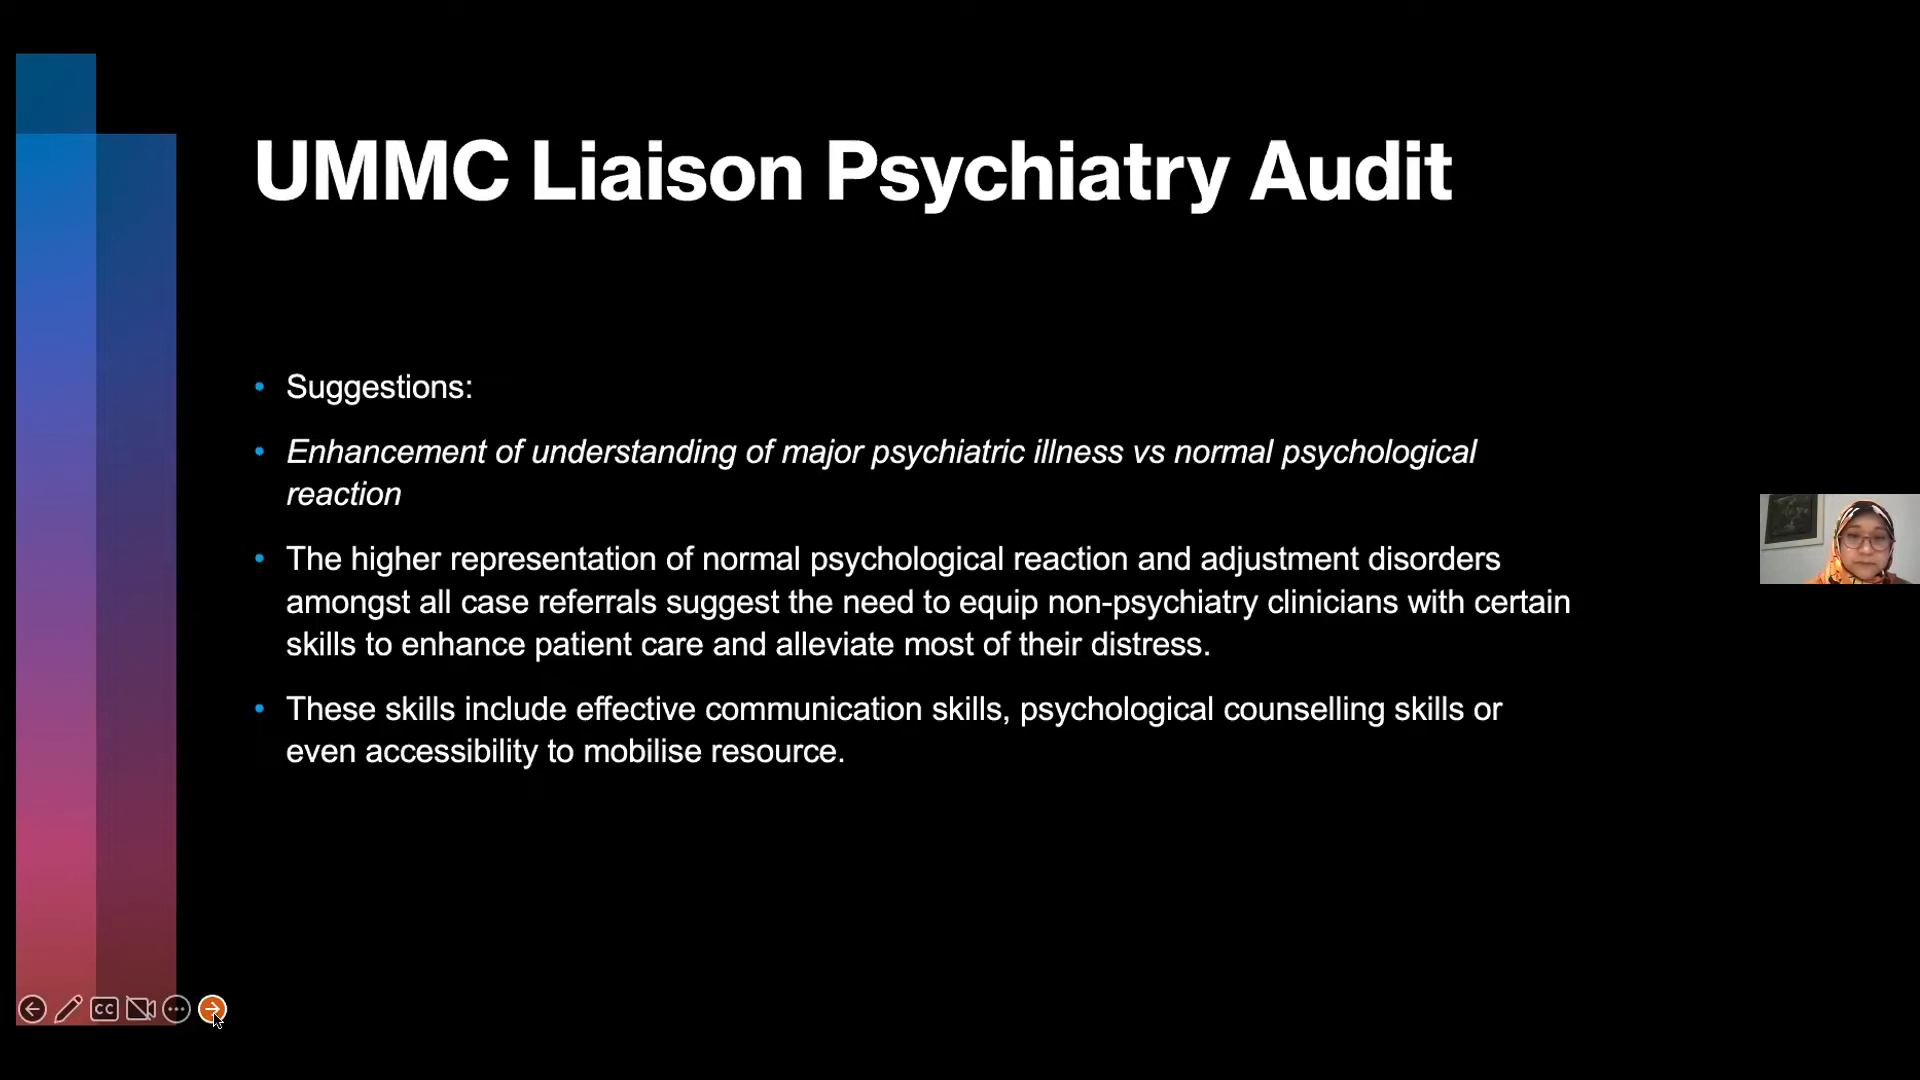 UMMC Liaison Psychiatry Audit
• Suggestions:
• Enhancement of understanding of major psychiatric illness vs normal psychological
reaction
• The higher representation of normal psychological reaction and adjustment disorders
amongst all case referrals suggest the need to equip non-psychiatry clinicians with certain
skills to enhance patient care and alleviate most of their distress.
• These skills include effective communication skills, psychological counselling skills or
even accessibility to mobilise resource.
CC